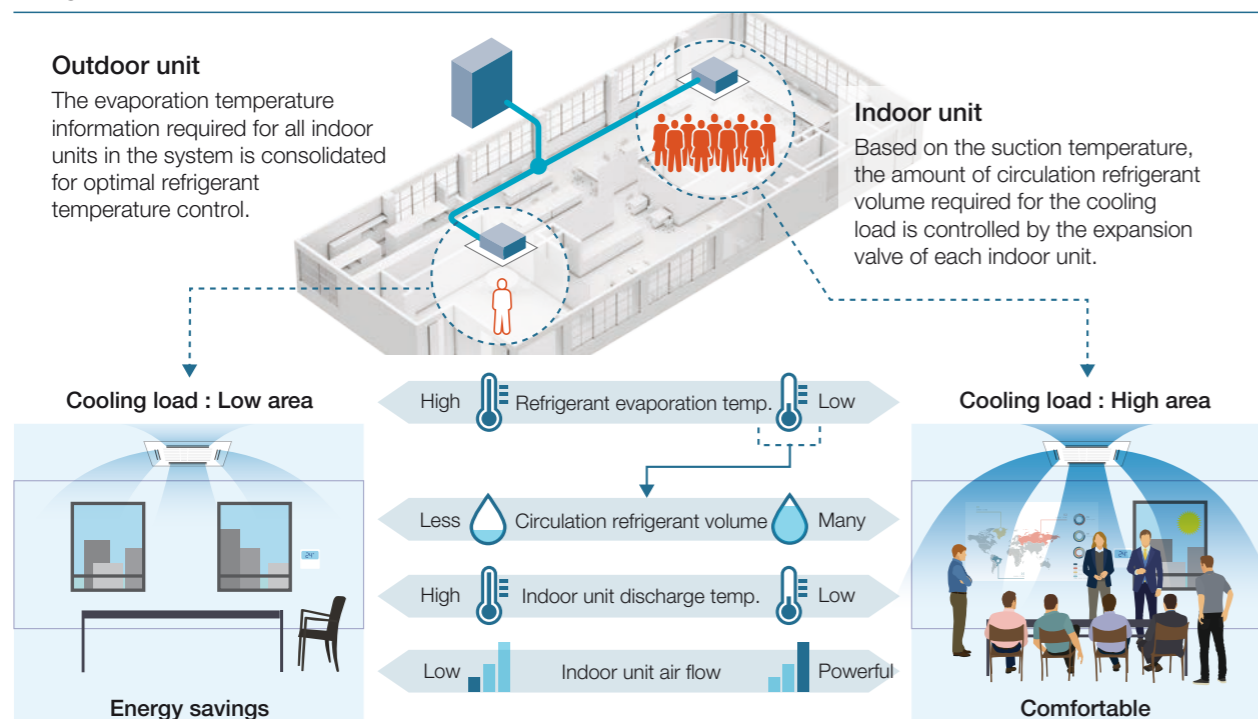 Outdoor unit
The evaporation temperature
information required for all indoor
units in the system is consolidated
for optimal refrigerant
temperature control.
Indoor unit
Based on the suction temperature,
the amount of circulation refrigerant
volume required for the cooling
load is controlled by the expansion
valve of each indoor unit.
Cooling load : Low area
High Refrigerant evaporation temp. Low
Cooling load : High area
Less Circulation refrigerant volume Many
24°
24°
High Indoor unit discharge temp. Low
Low Indoor unit air flow Powerful
Energy savings
Comfortable